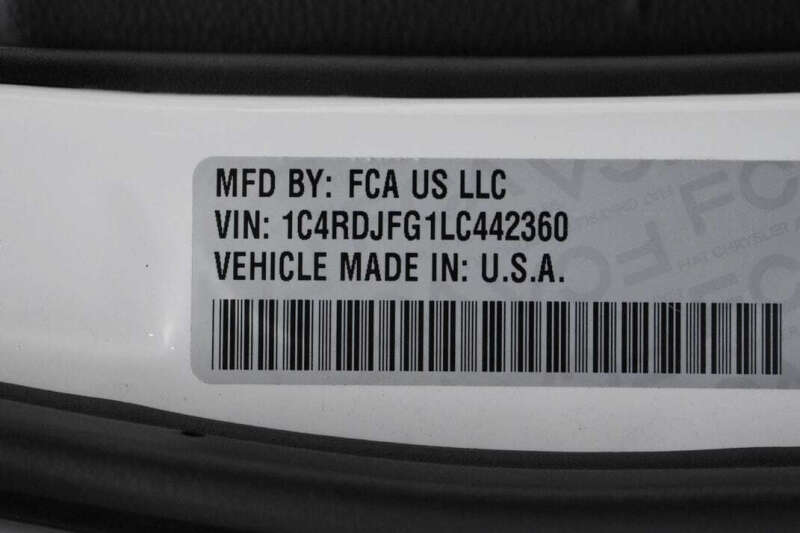 MFD BY: FCA US LLC
VIN: 1C4RDJFG1LC442360
VEHICLE MADE IN: U.S.A.